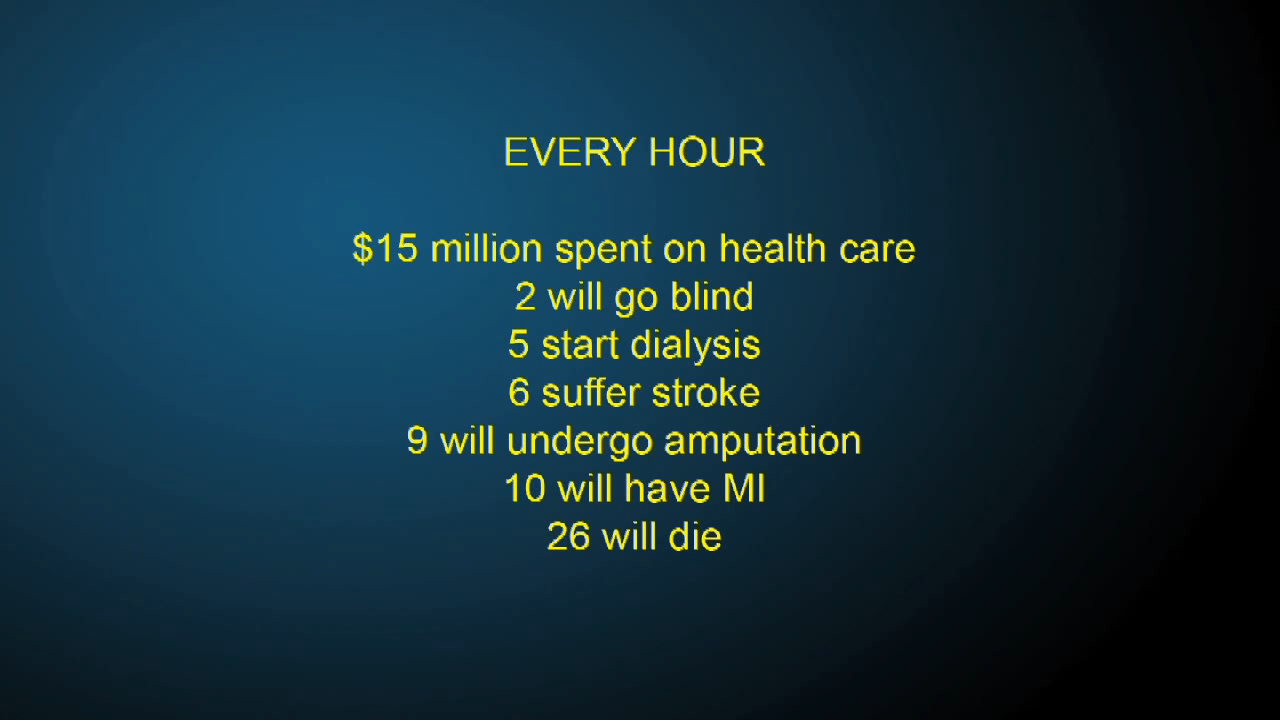 EVERY HOUR
$15 million spent on health care
2 will go blind
5 start dialysis
6 suffer stroke
9 will undergo amputation
10 will have MI
26 will die